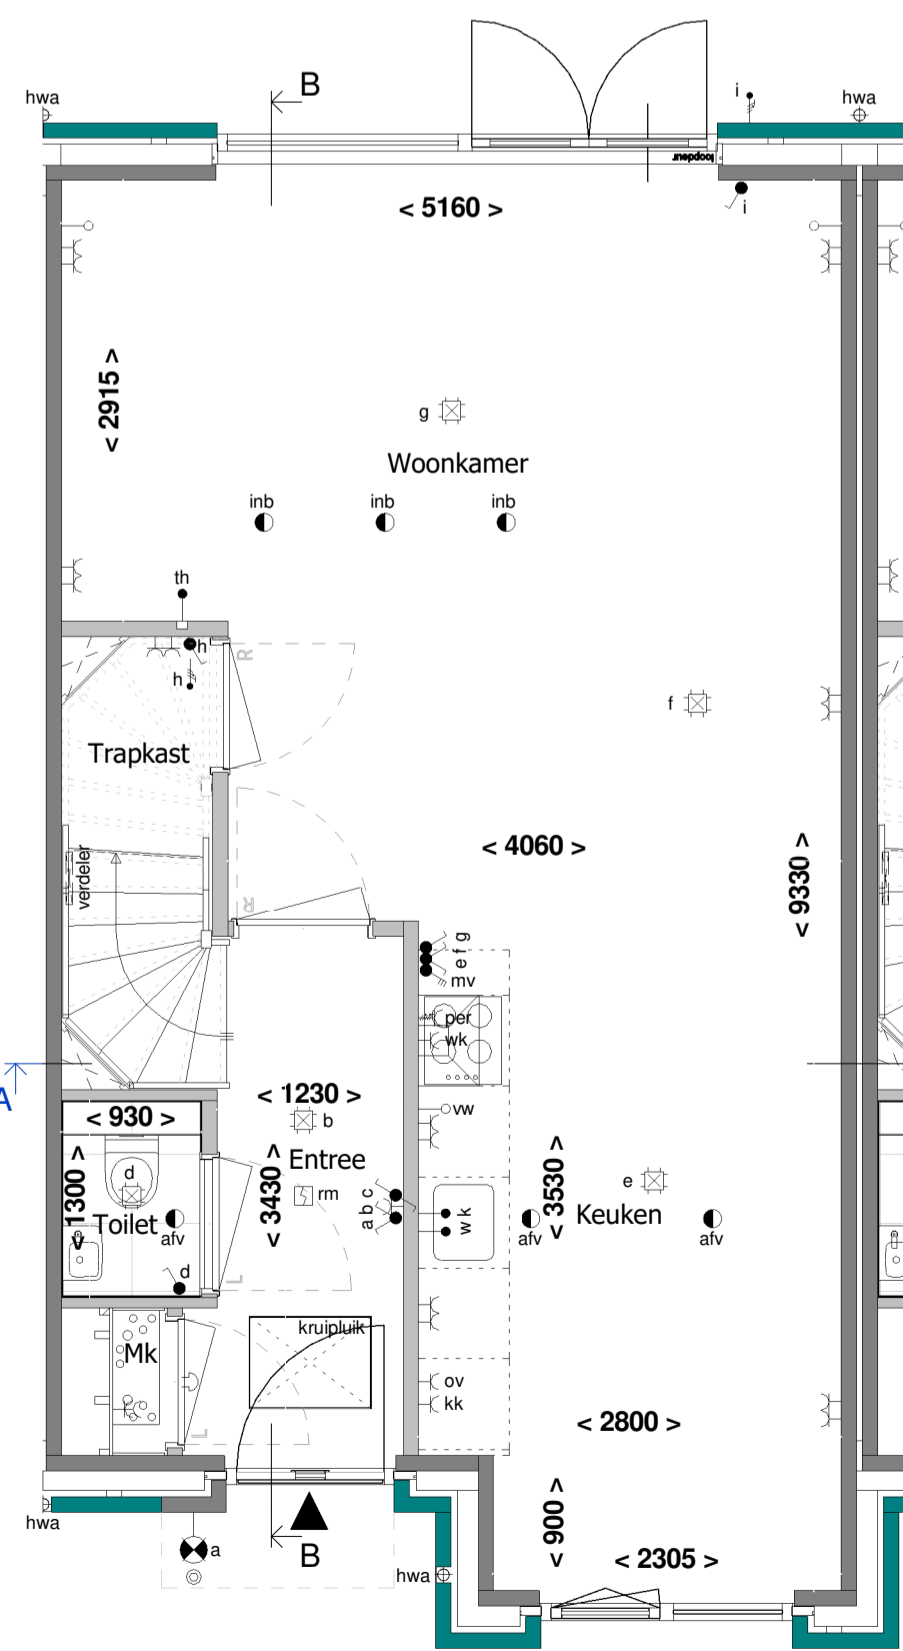 B
hwa
i
hwa
loopdeur
< 5160 >
i
< 2915 >
g
Woonkamer
inb
inb
inb
th
h
R
h
f
Trapkast
verdeler
< 4060 >
< 9330 >
R
e f g
mv
per
wk
A
< 1230 >
< 930 >
b
vw
< 1300 >
d
< 3430 >
Entree
rm
a b c
w k
< 3530 >
e
Keuken
Toilet
afv
afv
afv
d
L
kruipluik
Mk
ov
kk
L
< 2800 >
hwa
a
B
< 900 >
< 2305 >
hwa